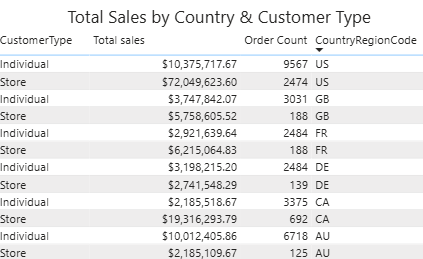 Total Sales by Country & Customer Type
CustomerType Total sales Order Count CountryRegionCode
Individual $10,375,717.67 9567 US
Store $72,049,623.60 2474 US
Individual $3,747,842.07 3031 GB
Store $5,758,605.52 188 GB
Individual $2,921,639.64 2484 FR
Store $6,215,064.83 188 FR
Individual $3,198,215.20 2484 DE
Store $2,741,548.29 139 DE
Individual $2,185,518.67 3375 CA
Store $19,316,293.79 692 CA
Individual $10,012,405.86 6718 AU
Store $2,185,109.67 125 AU